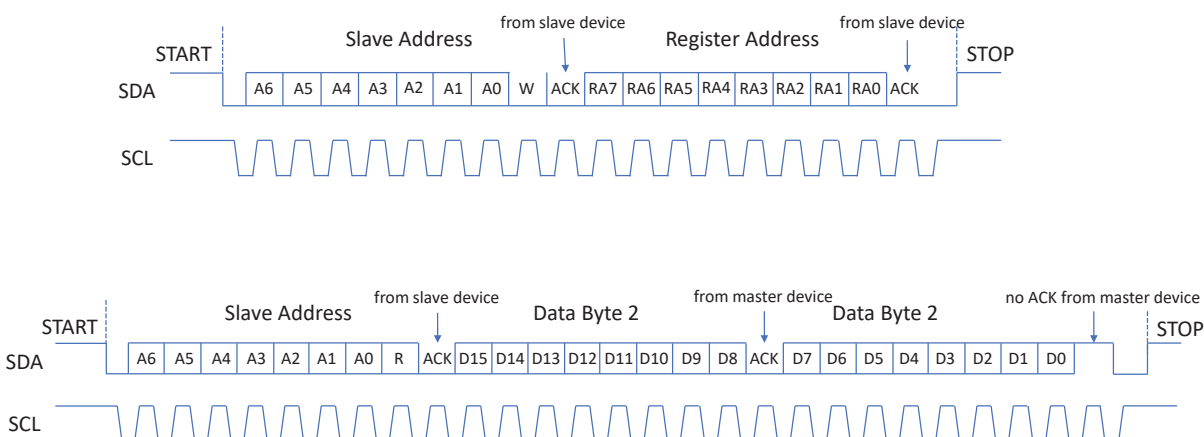 from slave device from slave device
Slave Address Register Address
START STOP
SDA A6 A5 A4 A3 A2 A1 A0 W ACK RA7 RA6 RA5 RA4 RA3 RA2 RA1 RA0 ACK
SCL
from slave device from master device no ACK from master device
Slave Address Data Byte 2 Data Byte 2
START STOP
SDA A6 A5 A4 A3 A2 A1 A0 R ACK D15 D14 D13 D12 D11 D10 D9 D8 ACK D7 D6 D5 D4 D3 D2 D1 D0
SCL